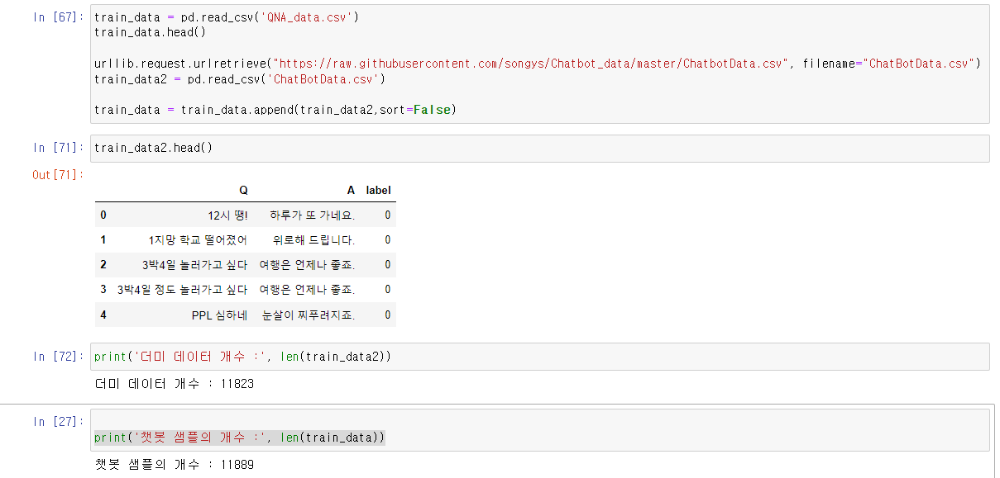 In [67]: train_data = pd.read_csv('QNA_data.csv')
train_data.head()
urllib.request.urlretrieve("https://raw.githubusercontent.com/songys/Chatbot_data/master/ChatbotData.csv", filename="ChatBotData.csv")
train_data2 = pd.read_csv('ChatBotData.csv')
train_data = train_data.append(train_data2,sort=False)
In [71]: train_data2.head()
Out[71]:
Q A label
0 12시 땡! 하루가 또 가네요. 0
1 1지망 학교 떨어졌어 위로해 드립니다. 0
2 3박4일 놀러가고 싶다 여행은 언제나 좋죠. 0
3 3박4일 정도 놀러가고 싶다 여행은 언제나 좋죠. 0
4 PPL 심하네 눈살이 찌푸려지죠. 0
In [72]: print('더미 데이터 개수 :', len(train_data2))
더미 데이터 개수 : 11823
In [27]:
print('챗봇 샘플의 개수 :', len(train_data))
챗봇 샘플의 개수 : 11889